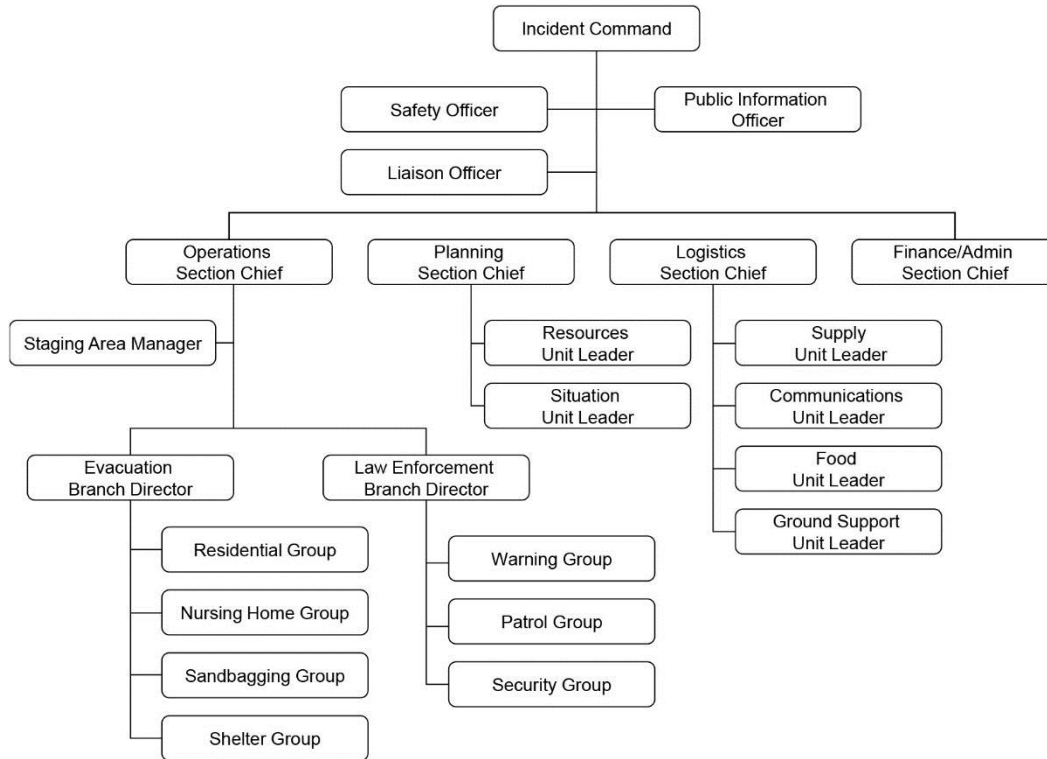 Incident Command
Safety Officer
Public Information
Officer
Liaison Officer
Operations
Section Chief
Planning
Section Chief
Logistics
Section Chief
Finance/Admin
Section Chief
Staging Area Manager
Resources
Unit Leader
Situation
Unit Leader
Supply
Unit Leader
Communications
Unit Leader
Food
Unit Leader
Ground Support
Unit Leader
Evacuation
Branch Director
Law Enforcement
Branch Director
Residential Group
Nursing Home Group
Sandbagging Group
Shelter Group
Warning Group
Patrol Group
Security Group